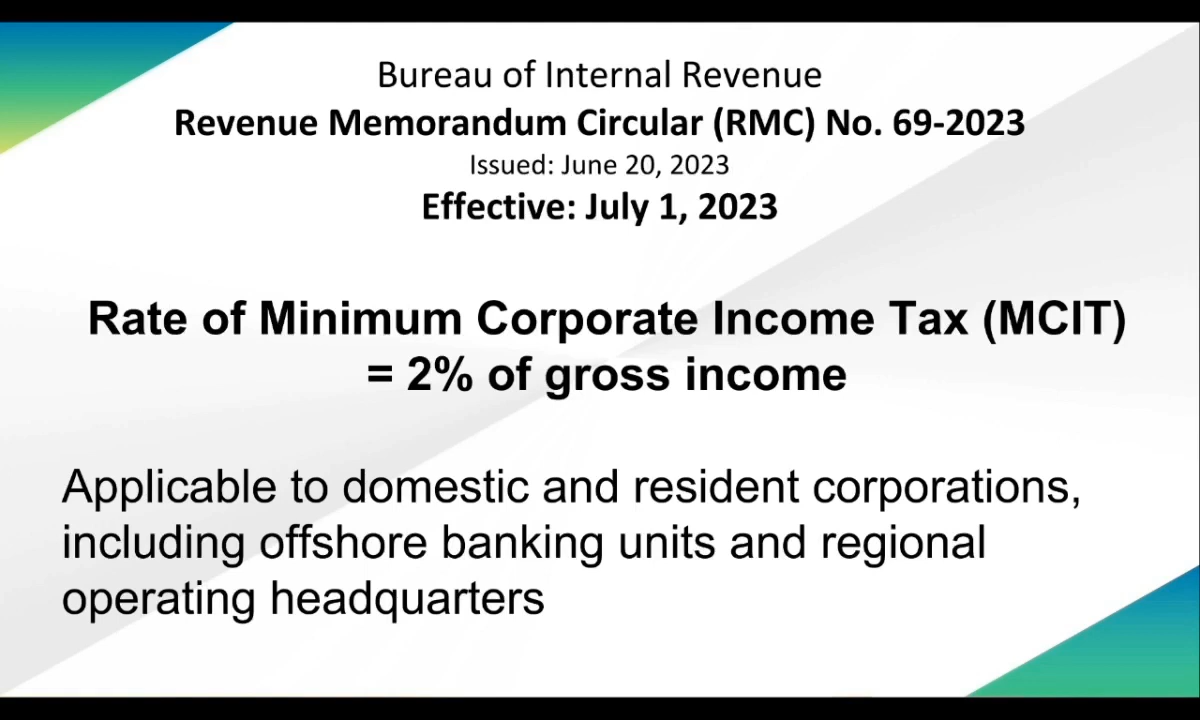 Bureau of Internal Revenue
Revenue Memorandum Circular (RMC) No. 69-2023
Issued: June 20, 2023
Effective: July 1, 2023
Rate of Minimum Corporate Income Tax (MCIT)
= 2% of gross income
Applicable to domestic and resident corporations,
including offshore banking units and regional
operating headquarters